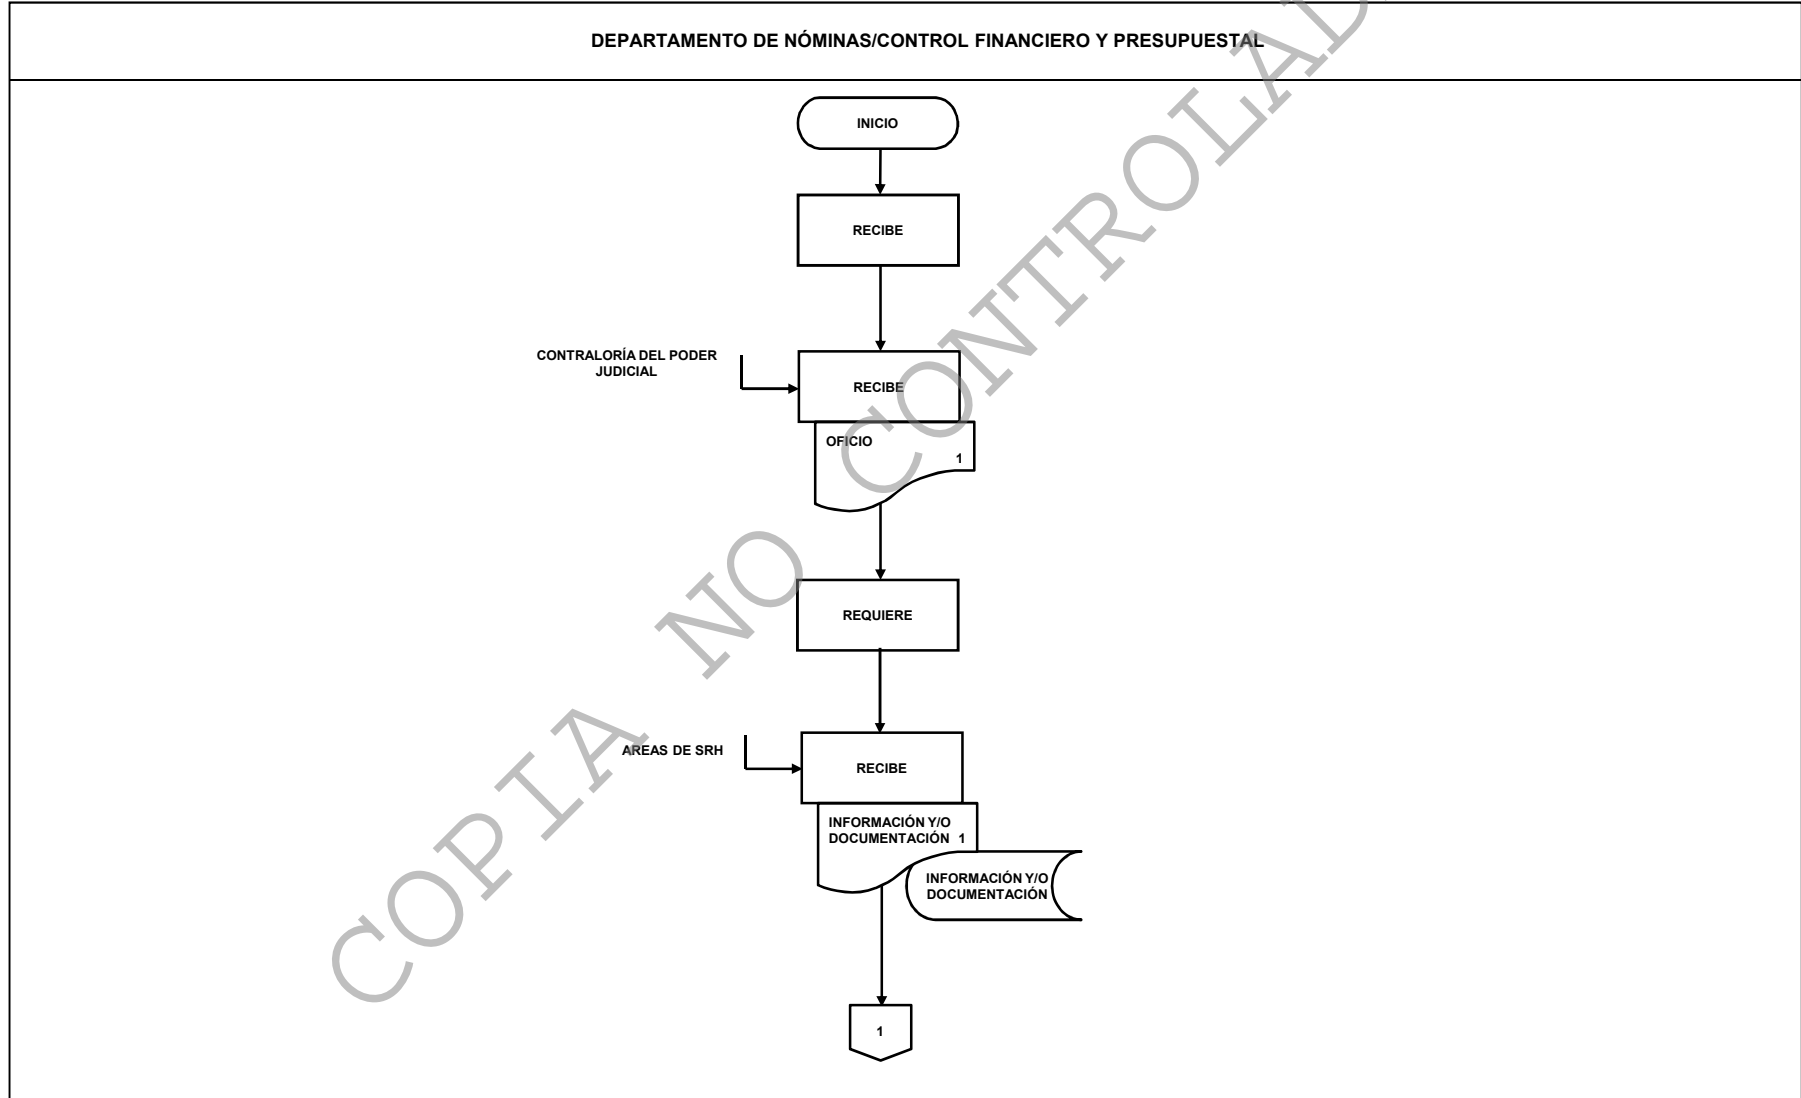 DEPARTAMENTO DE NÓMINAS/CONTROL FINANCIERO Y PRESUPUESTAL
INICIO
RECIBE
CONTRALORÍA DEL PODER
JUDICIAL
RECIBE
OFICIO
1
REQUIERE
AREAS DE SRH
RECIBE
INFORMACIÓN Y/O
DOCUMENTACIÓN 1
INFORMACIÓN Y/O
DOCUMENTACIÓN
1
COPIA NO CONTROLAD